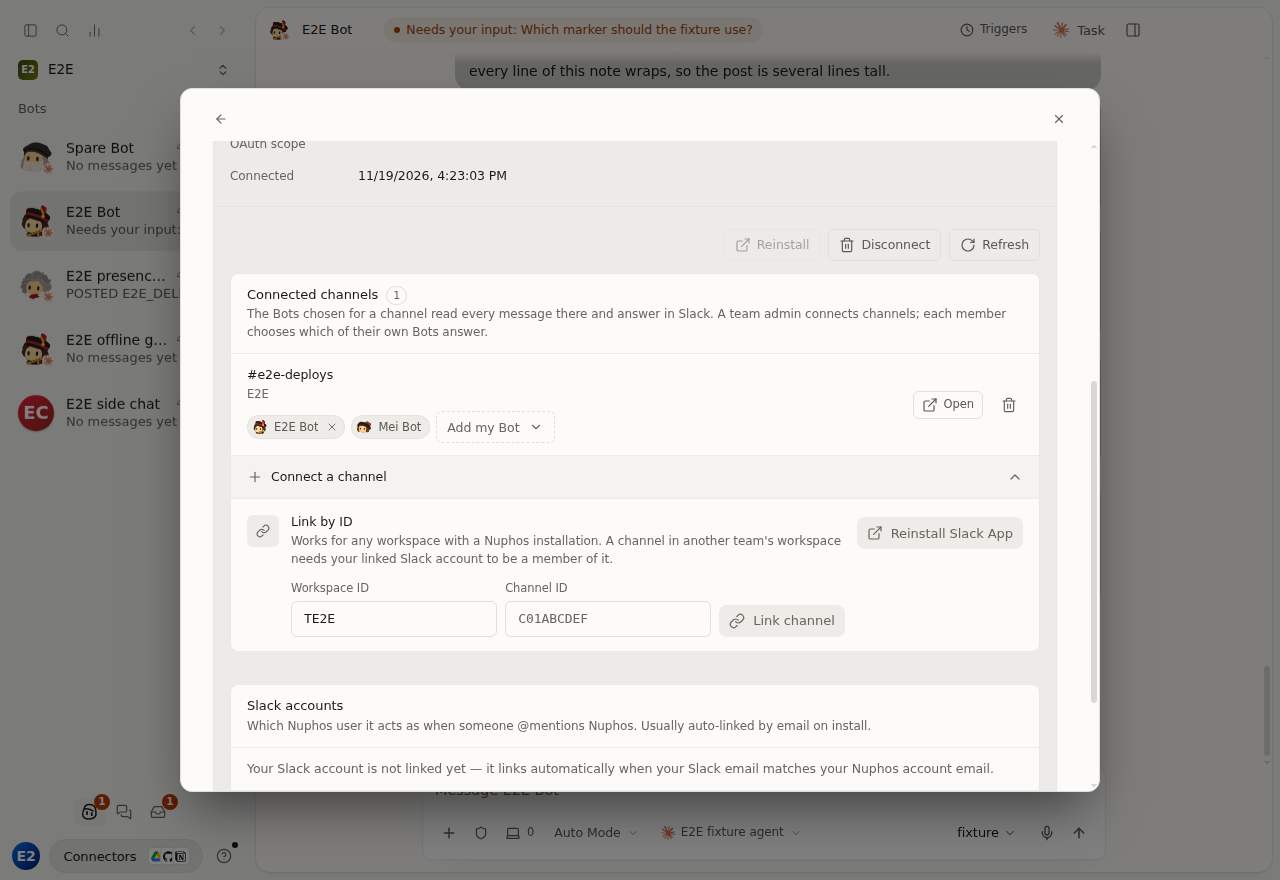 E2E Bot
Needs your input: Which marker should the fixture use?
Triggers
Task
E2 E2E
every line of this note wraps, so the post is several lines tall.
Bots
Spare Bot
No messages yet
E2E Bot
Needs your input:
E2E presenc…
POSTED E2E_DEL
E2E offline g…
No messages yet
EC
E2E side chat
No messages yet
OAuth scope
Connected 11/19/2026, 4:23:03 PM
Reinstall
Disconnect
Refresh
Connected channels 1
The Bots chosen for a channel read every message there and answer in Slack. A team admin connects channels; each member
chooses which of their own Bots answer.
#e2e-deploys
E2E
E2E Bot
Mei Bot
Add my Bot
Open
Connect a channel
Link by ID
Works for any workspace with a Nuphos installation. A channel in another team's workspace
needs your linked Slack account to be a member of it.
Reinstall Slack App
Workspace ID Channel ID
TE2E C01ABCDEF Link channel
Slack accounts
Which Nuphos user it acts as when someone @mentions Nuphos. Usually auto-linked by email on install.
Your Slack account is not linked yet — it links automatically when your Slack email matches your Nuphos account email.
Message E2E Bot
1
1
0 Auto Mode E2E fixture agent fixture
E2 Connectors